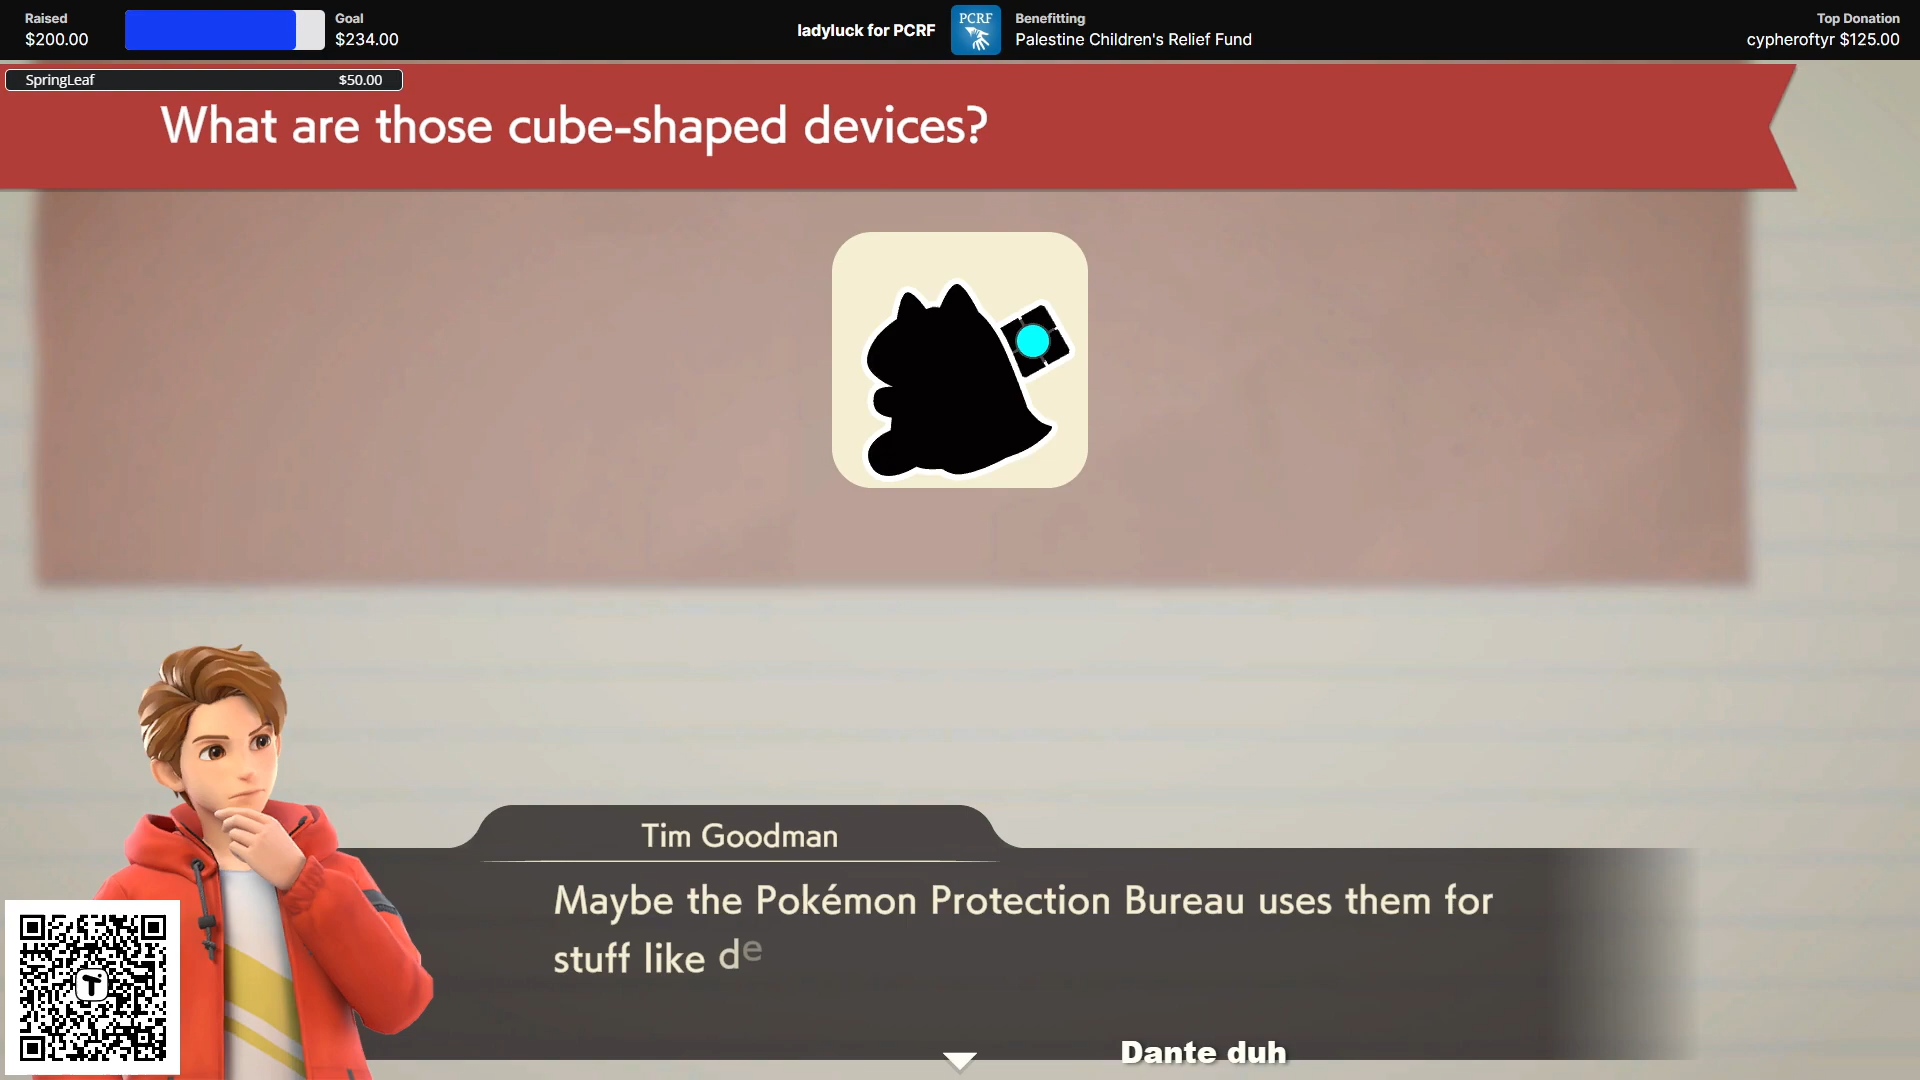 Raised
$200.00
Goal
$234.00
ladyluck for PCRF
PCRF
Benefitting
Palestine Children's Relief Fund
Top Donation
cypheroftyr $125.00
SpringLeaf $50.00
What are those cube-shaped devices?
Tim Goodman
Maybe the Pokémon Protection Bureau uses them for
stuff like de
Dante duh